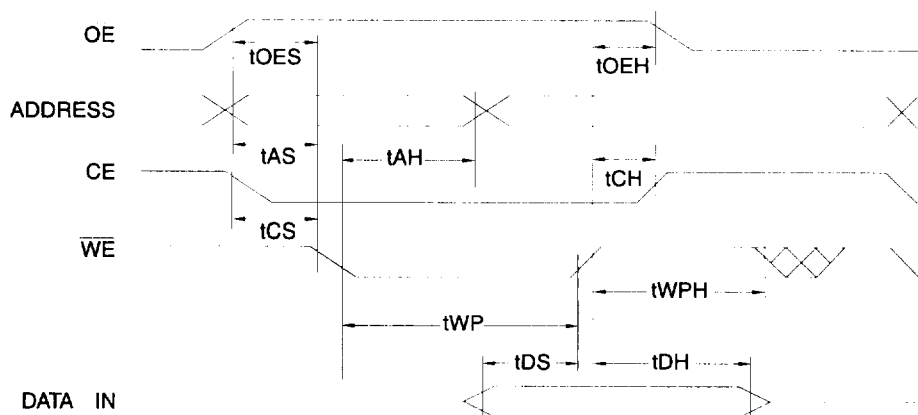 OE
tOES
tOEH
ADDRESS
tAS
tAH
CE
tCH
tCS
WE
tWPH
tWP
tDS
tDH
DATA IN